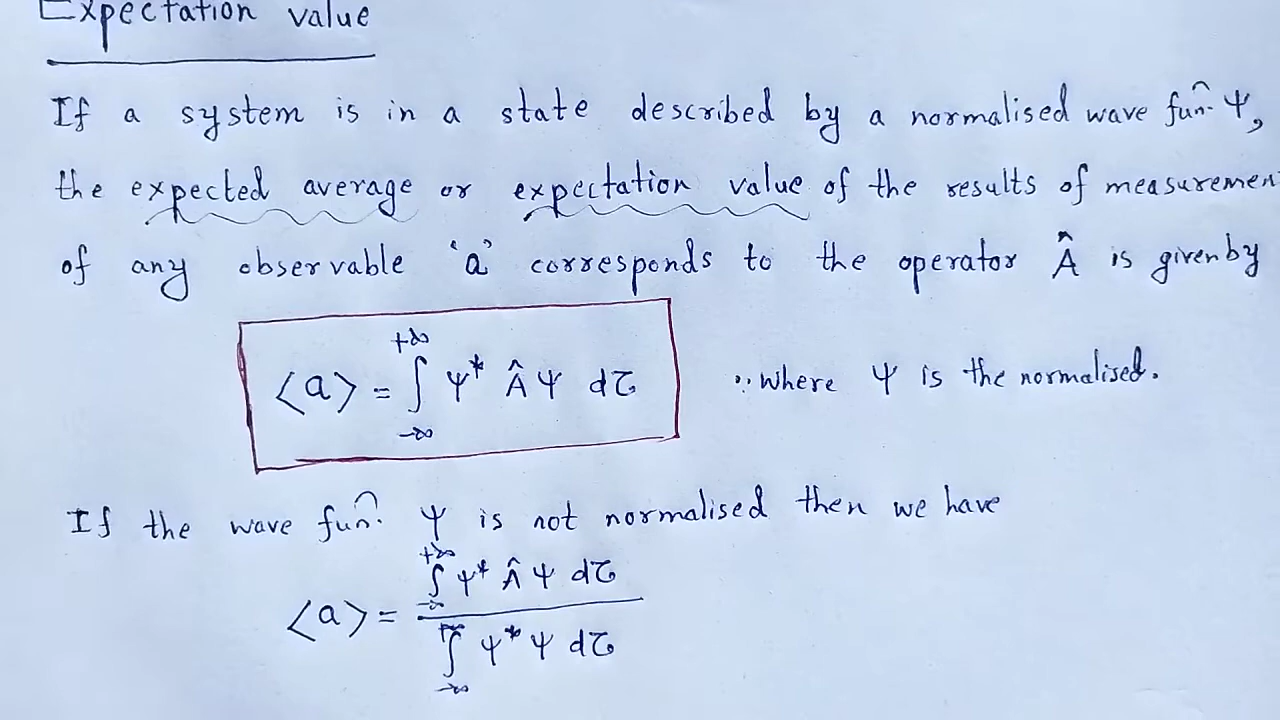 Expectation value
If a system is in a state described by a normalised wave fun. ψ,
the expected average or expectation value of the results of measuremen
of any observable 'a' corresponds to the operator Â is given by
⟨a⟩ = ∫_{-∞}^{+∞} ψ* Â ψ dτ ∵ where ψ is the normalised.
If the wave fun. ψ is not normalised then we have
⟨a⟩ = ∫_{-∞}^{+∞} ψ* Â ψ dτ / ∫_{-∞}^{+∞} ψ* ψ dτ